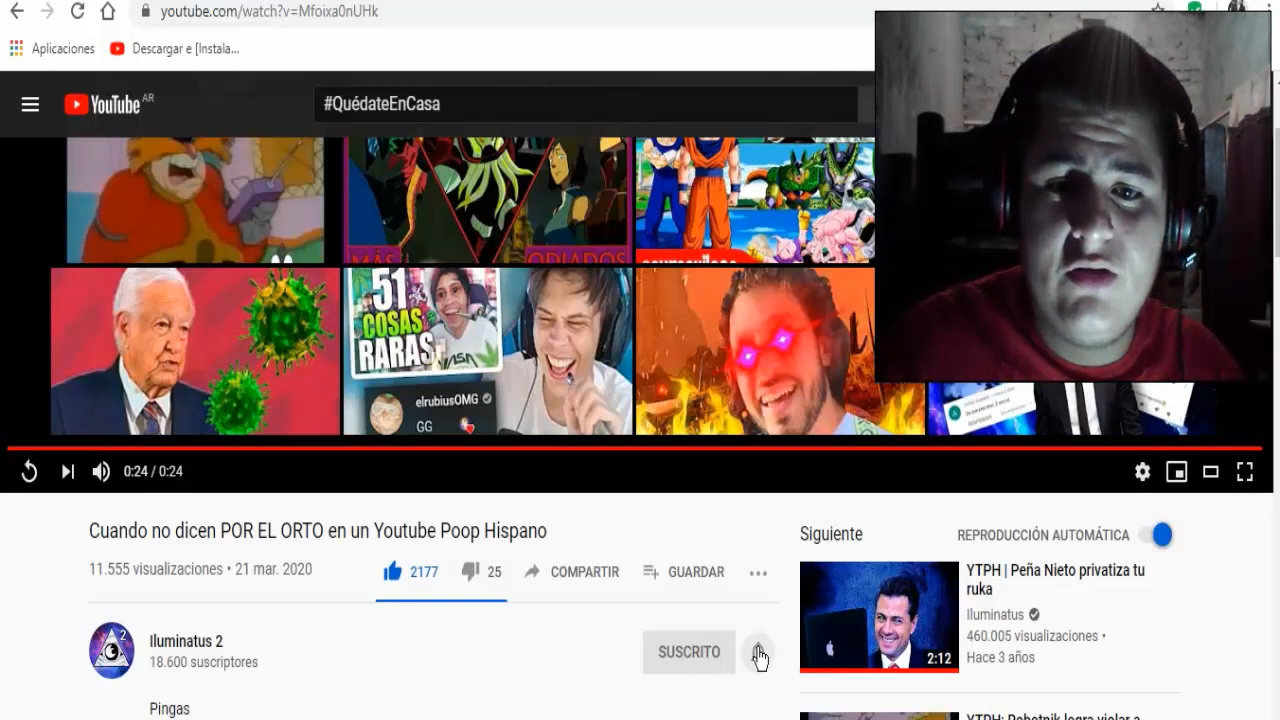 youtube.com/watch?v=Mfoixa0nUHk
Aplicaciones
Descargar e [Instala...
YouTube AR
#QuédateEnCasa
MÁS
ODIADOS
51
COSAS
RARAS
elrubiusOMG
GG
0:24 / 0:24
Cuando no dicen POR EL ORTO en un Youtube Poop Hispano
11.555 visualizaciones • 21 mar. 2020
2177
25
COMPARTIR
GUARDAR
Iluminatus 2
18.600 suscriptores
SUSCRITO
Pingas
Siguiente
REPRODUCCIÓN AUTOMÁTICA
YTPH | Peña Nieto privatiza tu
ruka
Iluminatus
460.005 visualizaciones •
Hace 3 años
2:12